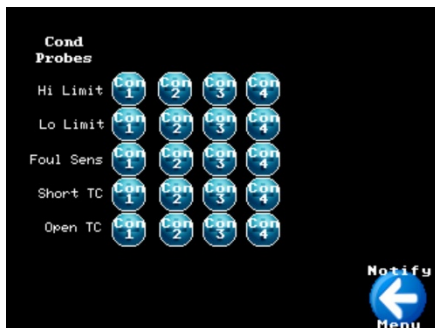 Cond
Probes
Hi Limit Con 1 Con 2 Con 3 Con 4
Lo Limit Con 1 Con 2 Con 3 Con 4
Foul Sens Con 1 Con 2 Con 3 Con 4
Short TC Con 1 Con 2 Con 3 Con 4
Open TC Con 1 Con 2 Con 3 Con 4
Notify
Menu